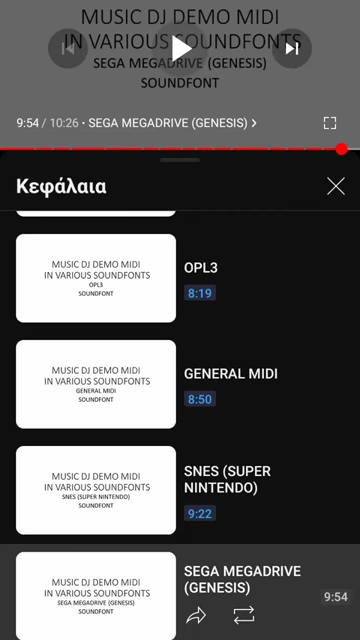 MUSIC DJ DEMO MIDI
IN VARIOUS SOUNDFONTS
SEGA MEGADRIVE (GENESIS)
SOUNDFONT
9:54 / 10:26 · SEGA MEGADRIVE (GENESIS)
Κεφάλαια
MUSIC DJ DEMO MIDI
IN VARIOUS SOUNDFONTS
OPL3
SOUNDFONT
OPL3
8:19
MUSIC DJ DEMO MIDI
IN VARIOUS SOUNDFONTS
GENERAL MIDI
SOUNDFONT
GENERAL MIDI
8:50
MUSIC DJ DEMO MIDI
IN VARIOUS SOUNDFONTS
SNES (SUPER NINTENDO)
SOUNDFONT
SNES (SUPER
NINTENDO)
9:22
MUSIC DJ DEMO MIDI
IN VARIOUS SOUNDFONTS
SEGA MEGADRIVE (GENESIS)
SOUNDFONT
SEGA MEGADRIVE
(GENESIS)
9:54